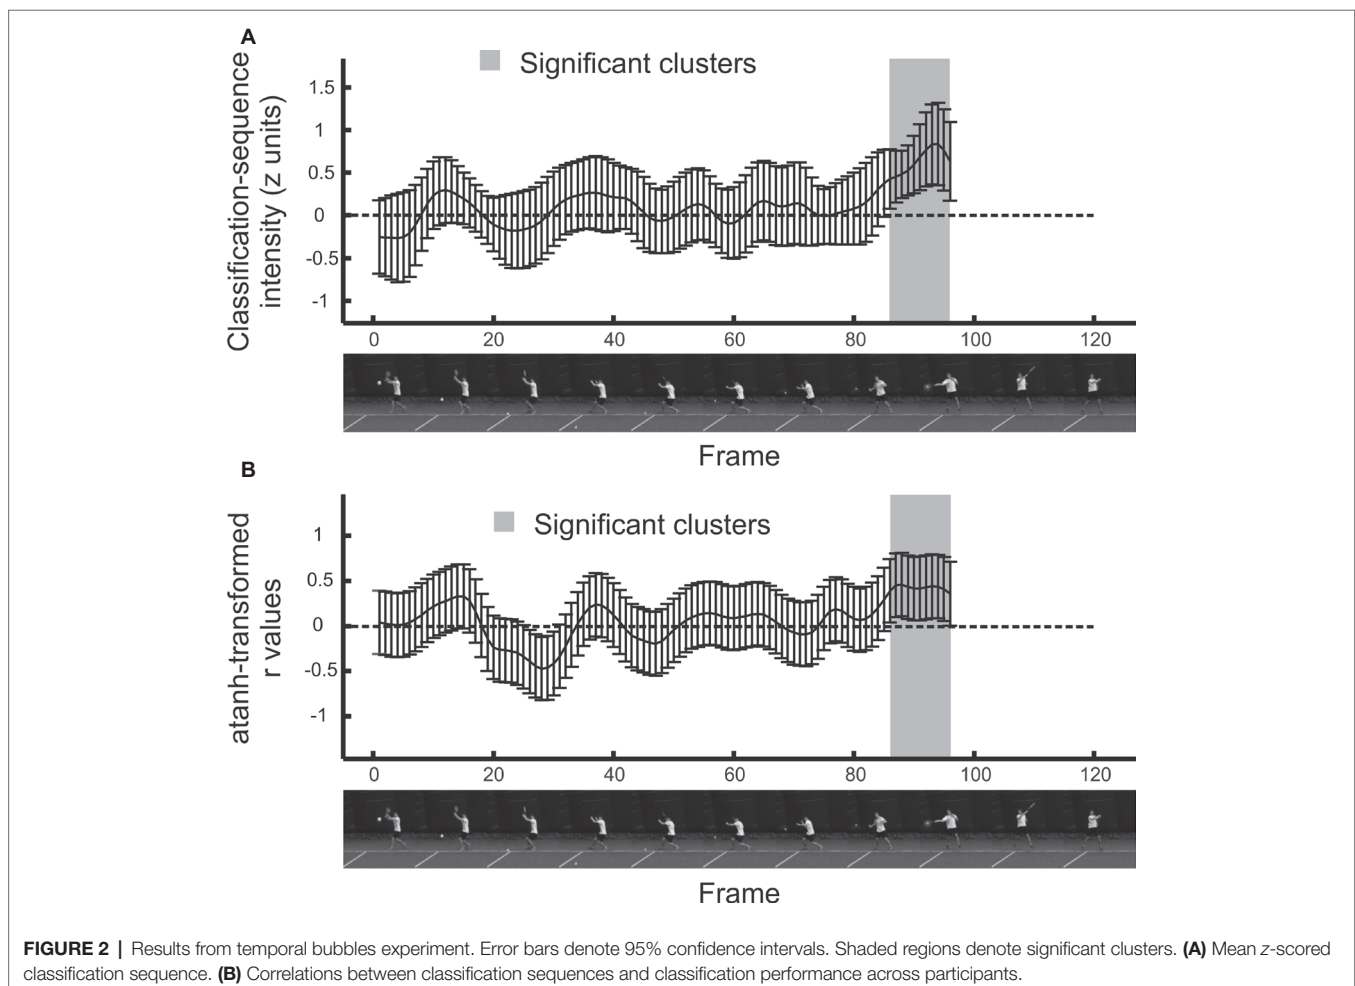 A
Significant clusters
Classification-sequence
intensity (z units)
1.5
1
0.5
0
-0.5
-1
0 20 40 60 80 100 120
Frame
B
Significant clusters
atanh-transformed
r values
1
0.5
0
-0.5
-1
0 20 40 60 80 100 120
Frame
FIGURE 2 | Results from temporal bubbles experiment. Error bars denote 95% confidence intervals. Shaded regions denote significant clusters. (A) Mean z-scored
classification sequence. (B) Correlations between classification sequences and classification performance across participants.